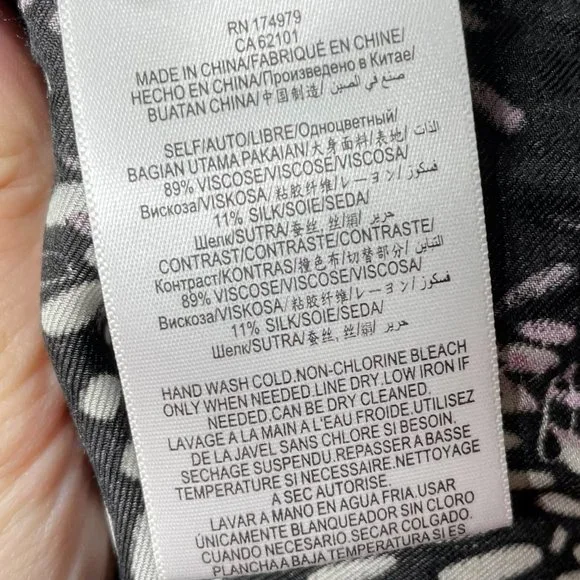 RN 174979
CA 62101
MADE IN CHINA/FABRIQUÉ EN CHINE/
HECHO EN CHINA/Произведено в Китае/
BUATAN CHINA/中国制造/ صنع في الصين
SELF/AUTO/LIBRE/Одноцветный/
BAGIAN UTAMA PAKAIAN/大身面料/表地/ الذات
89% VISCOSE/VISCOSE/VISCOSA/
Вискоза/VISKOSA/粘胶纤维/レーヨン/ فسكوز
11% SILK/SOIE/SEDA/
Шелк/SUTRA/蚕丝, 丝/絹/ حرير
CONTRAST/CONTRASTE/CONTRASTE/
Контраст/KONTRAS/撞色布/切替部分/ التباين
89% VISCOSE/VISCOSE/VISCOSA/
Вискоза/VISKOSA/粘胶纤维/レーヨン/ فسكوز
11% SILK/SOIE/SEDA/
Шелк/SUTRA/蚕丝, 丝/絹/ حرير
HAND WASH COLD.NON-CHLORINE BLEACH
ONLY WHEN NEEDED.LINE DRY.LOW IRON IF
NEEDED.CAN BE DRY CLEANED.
LAVAGE A LA MAIN A L'EAU FROIDE.UTILISEZ
DE LA JAVEL SANS CHLORE SI BESOIN.
SECHAGE SUSPENDU.REPASSER A BASSE
TEMPERATURE SI NECESSAIRE.NETTOYAGE
A SEC AUTORISE.
LAVAR A MANO EN AGUA FRIA.USAR
ÚNICAMENTE BLANQUEADOR SIN CLORO
CUANDO NECESARIO.SECAR COLGADO.
PLANCHA A BAJA TEMPERATURA SI ES